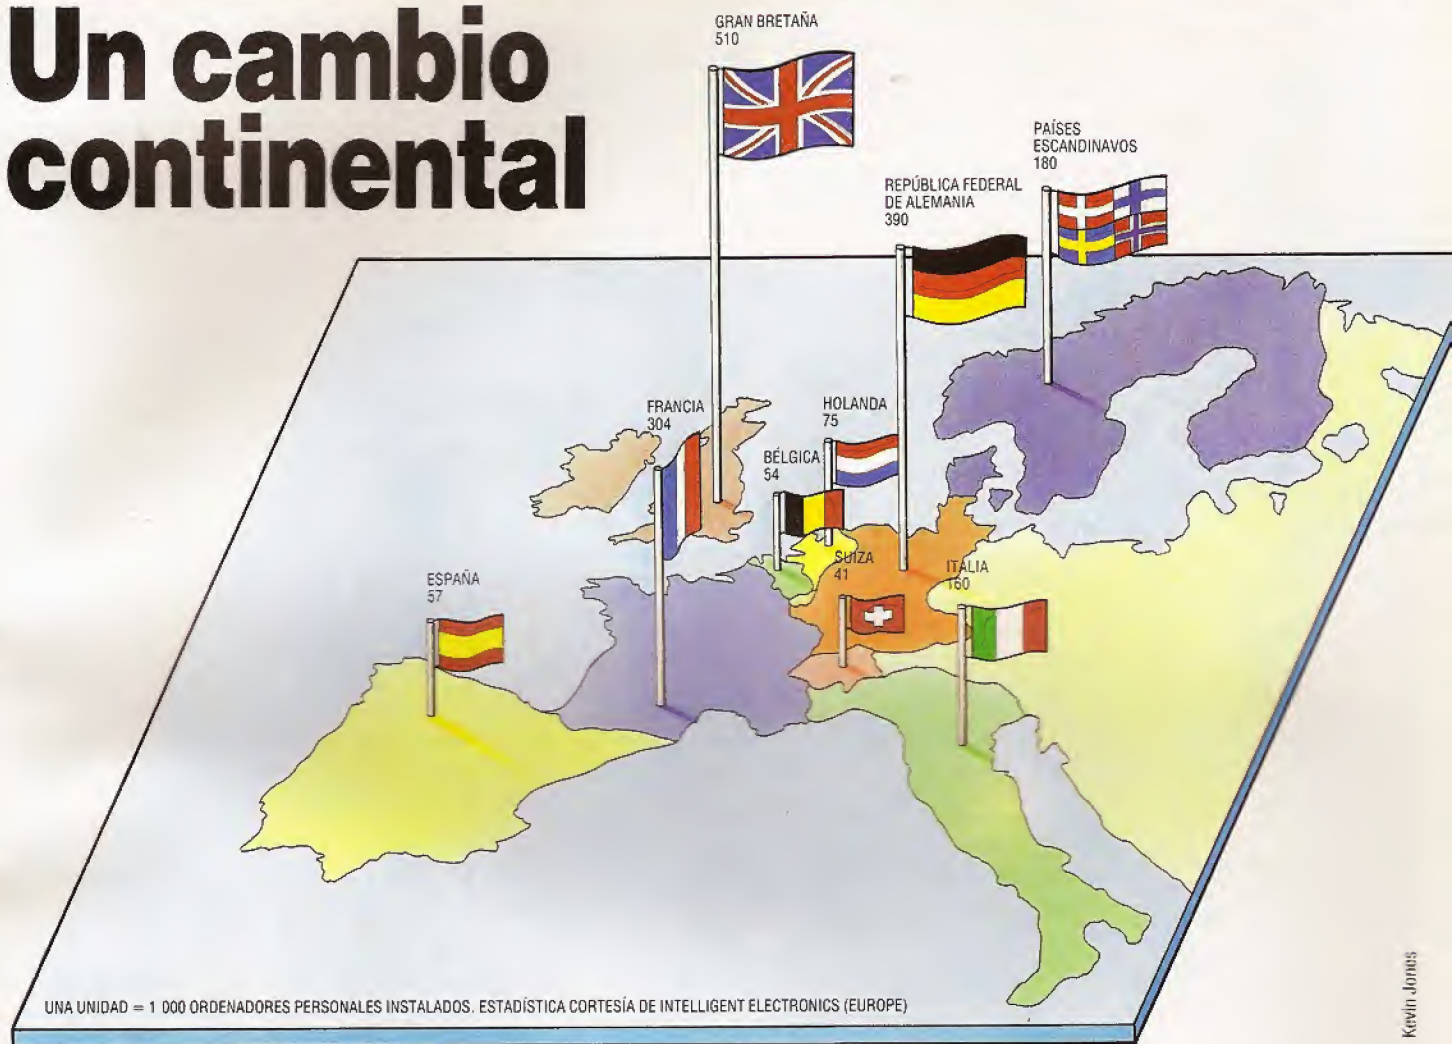 Un cambio
continental
GRAN BRETAÑA
510
PAÍSES
ESCANDINAVOS
180
REPÚBLICA FEDERAL
DE ALEMANIA
390
FRANCIA
304
HOLANDA
75
BÉLGICA
54
SUIZA
41
ITALIA
160
ESPAÑA
57
UNA UNIDAD = 1 000 ORDENADORES PERSONALES INSTALADOS. ESTADÍSTICA CORTESÍA DE INTELLIGENT ELECTRONICS (EUROPE)
Kevin Jones